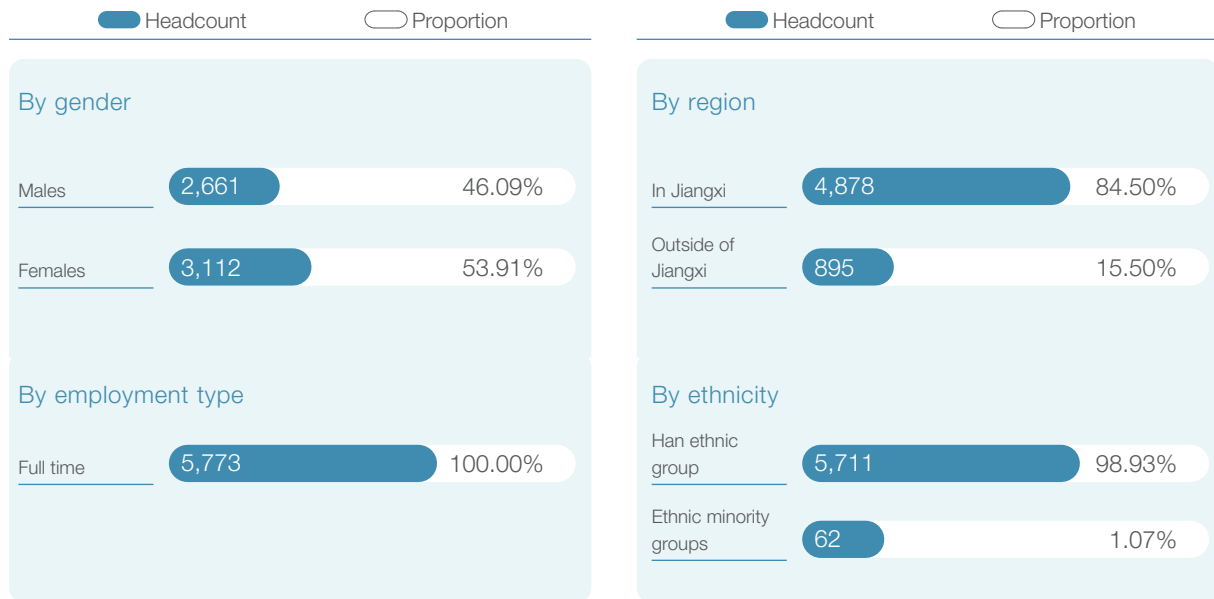 Headcount Proportion
By gender
Males 2,661 46.09%
Females 3,112 53.91%
By employment type
Full time 5,773 100.00%
Headcount Proportion
By region
In Jiangxi 4,878 84.50%
Outside of
Jiangxi 895 15.50%
By ethnicity
Han ethnic
group 5,711 98.93%
Ethnic minority
groups 62 1.07%